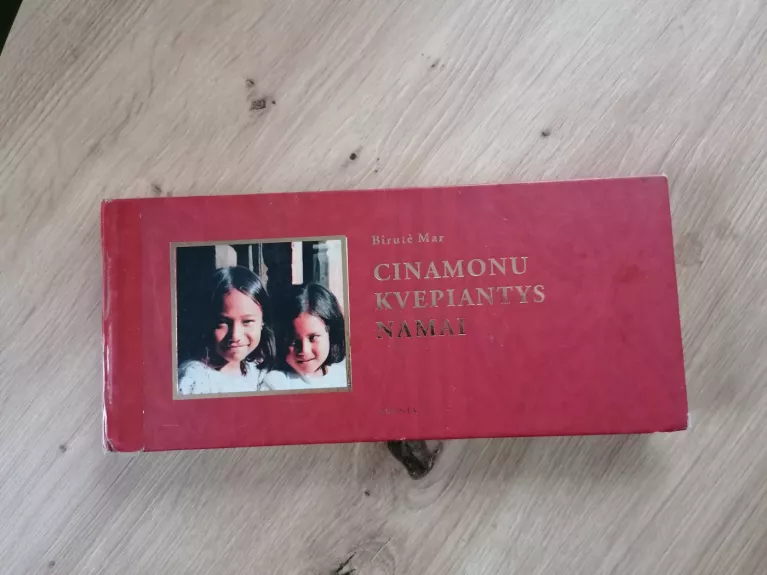 Birutė Mar
CINAMONU
KVEPIANTYS
NAMAI